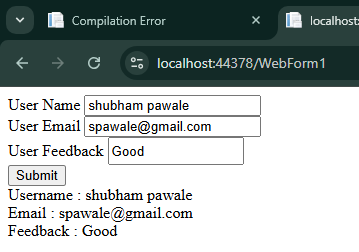 Compilation Error
localhost:44378/WebForm1
User Name shubham pawale
User Email spawale@gmail.com
User Feedback Good
Submit
Username : shubham pawale
Email : spawale@gmail.com
Feedback : Good